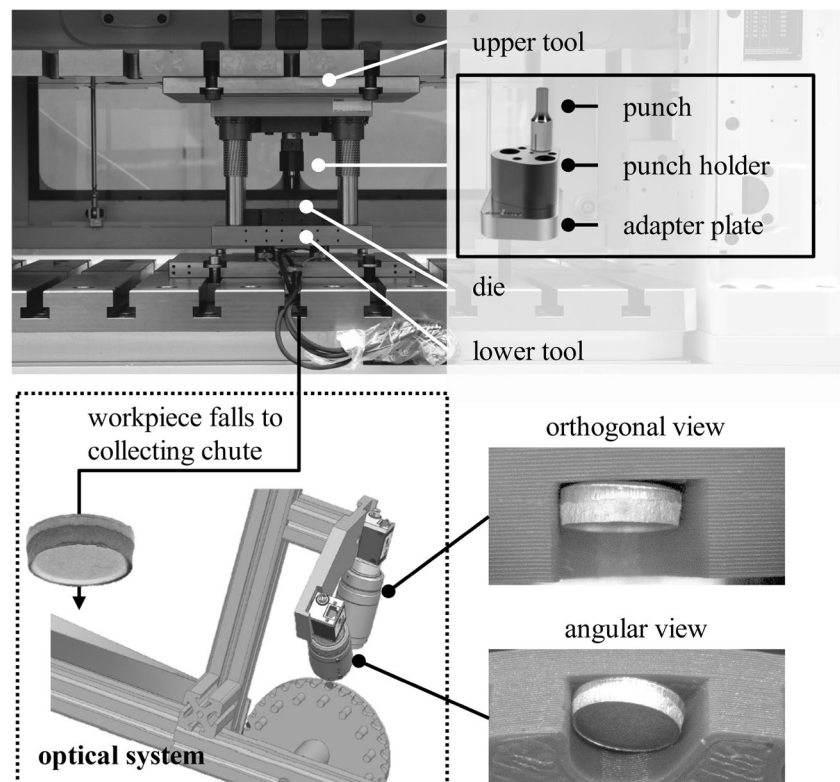 upper tool
punch
punch holder
adapter plate
die
lower tool
workpiece falls to
collecting chute
orthogonal view
angular view
optical system